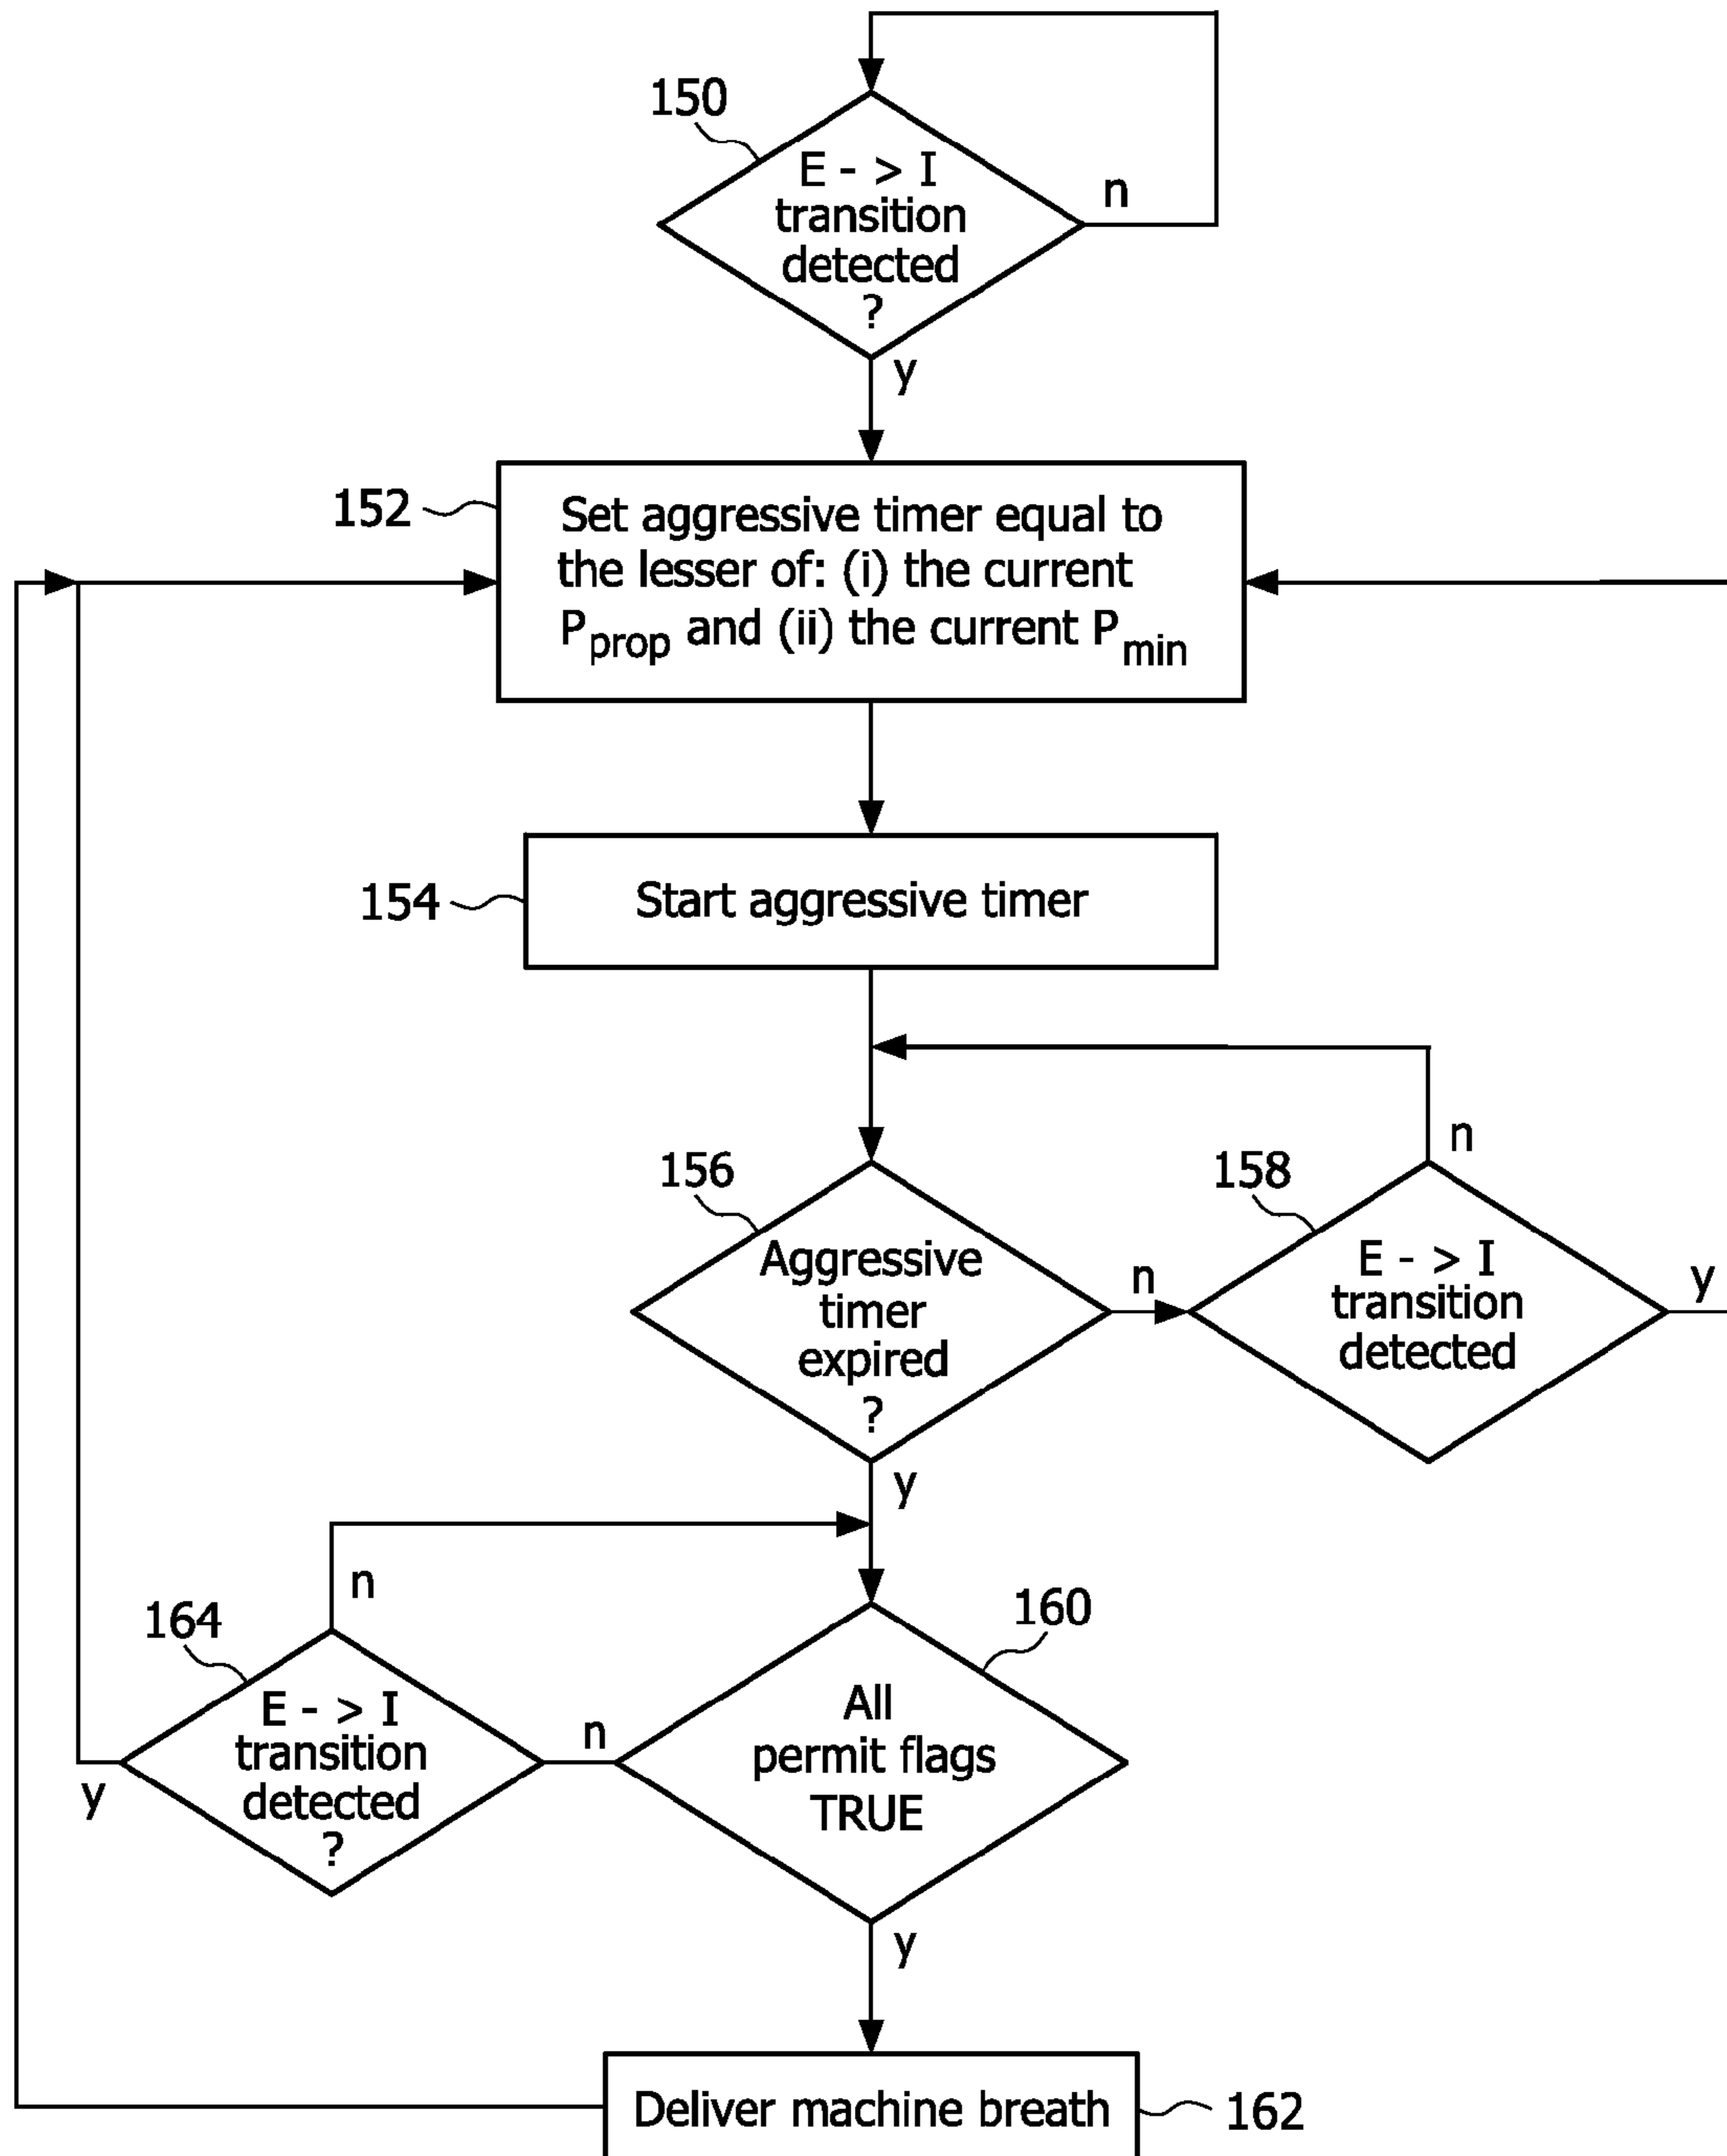 150
E - > I
transition
detected
?
n
y
152
Set aggressive timer equal to
the lesser of: (i) the current
P prop and (ii) the current P min
154
Start aggressive timer
n
156
158
Aggressive
timer
expired
?
n
E - > I
transition
detected
y
y
n
164
160
E - > I
transition
detected
?
y
n
All
permit flags
TRUE
y
Deliver machine breath
162